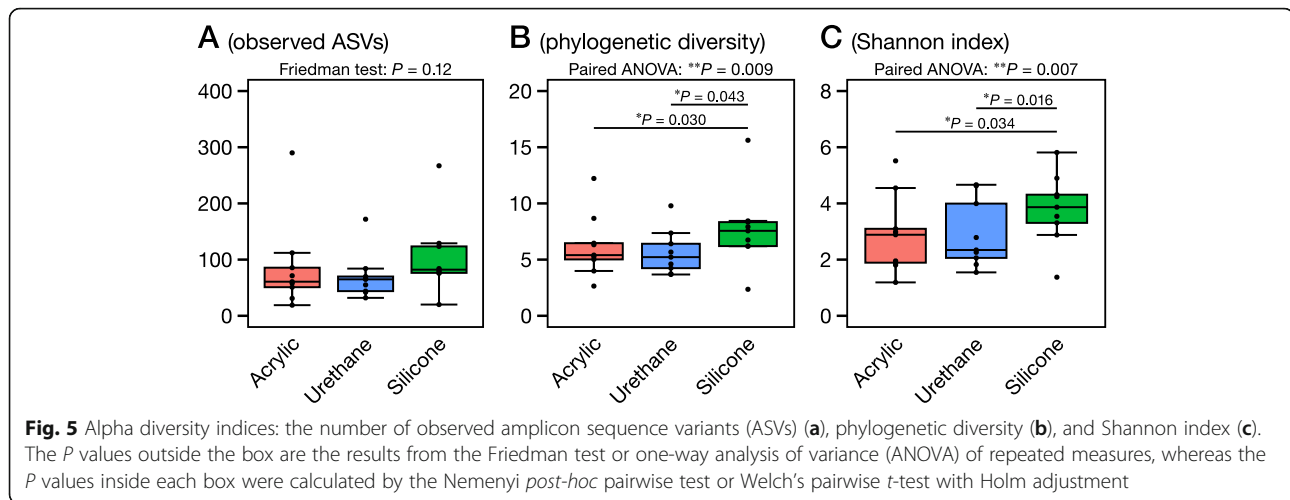 A (observed ASVs)
Friedman test: P = 0.12
400
300
200
100
0
Acrylic
Urethane
Silicone
B (phylogenetic diversity)
Paired ANOVA: **P = 0.009
*P = 0.043
*P = 0.030
20
15
10
5
0
Acrylic
Urethane
Silicone
C (Shannon index)
Paired ANOVA: **P = 0.007
*P = 0.016
*P = 0.034
8
6
4
2
0
Acrylic
Urethane
Silicone
Fig. 5 Alpha diversity indices: the number of observed amplicon sequence variants (ASVs) (a), phylogenetic diversity (b), and Shannon index (c).
The P values outside the box are the results from the Friedman test or one-way analysis of variance (ANOVA) of repeated measures, whereas the
P values inside each box were calculated by the Nemenyi post-hoc pairwise test or Welch's pairwise t-test with Holm adjustment